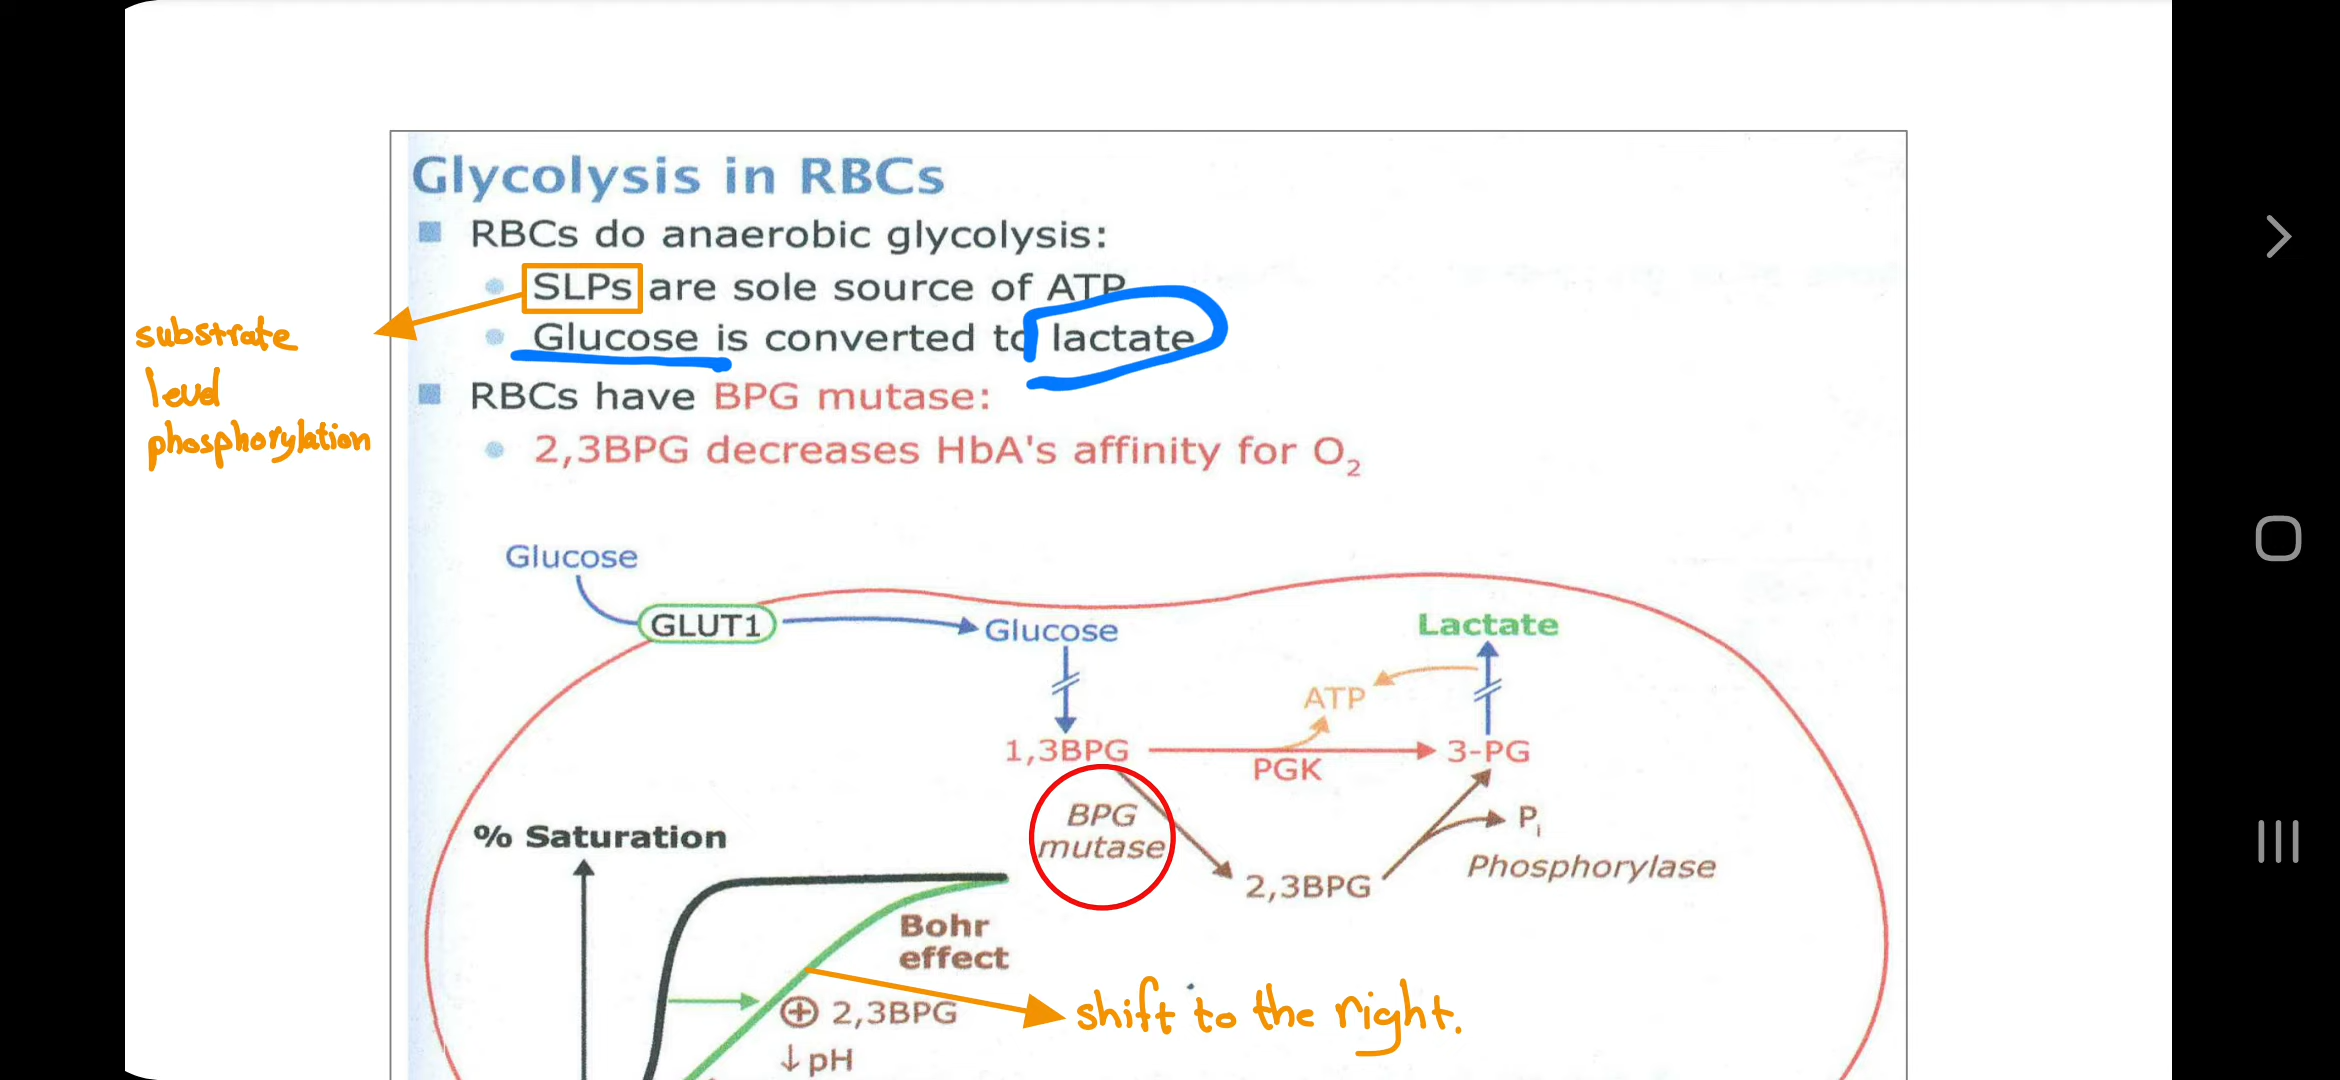 Glycolysis in RBCs
RBCs do anaerobic glycolysis:
SLPs are sole source of ATP
Glucose is converted to lactate
substrate
level
phosphorylation
RBCs have BPG mutase:
2,3BPG decreases HbA's affinity for O₂
Glucose
GLUT1
Glucose
Lactate
ATP
1,3BPG
PGK
3-PG
BPG
mutase
Pᵢ
Phosphorylase
2,3BPG
% Saturation
Bohr
effect
⊕ 2,3BPG
↓pH
shift to the right.